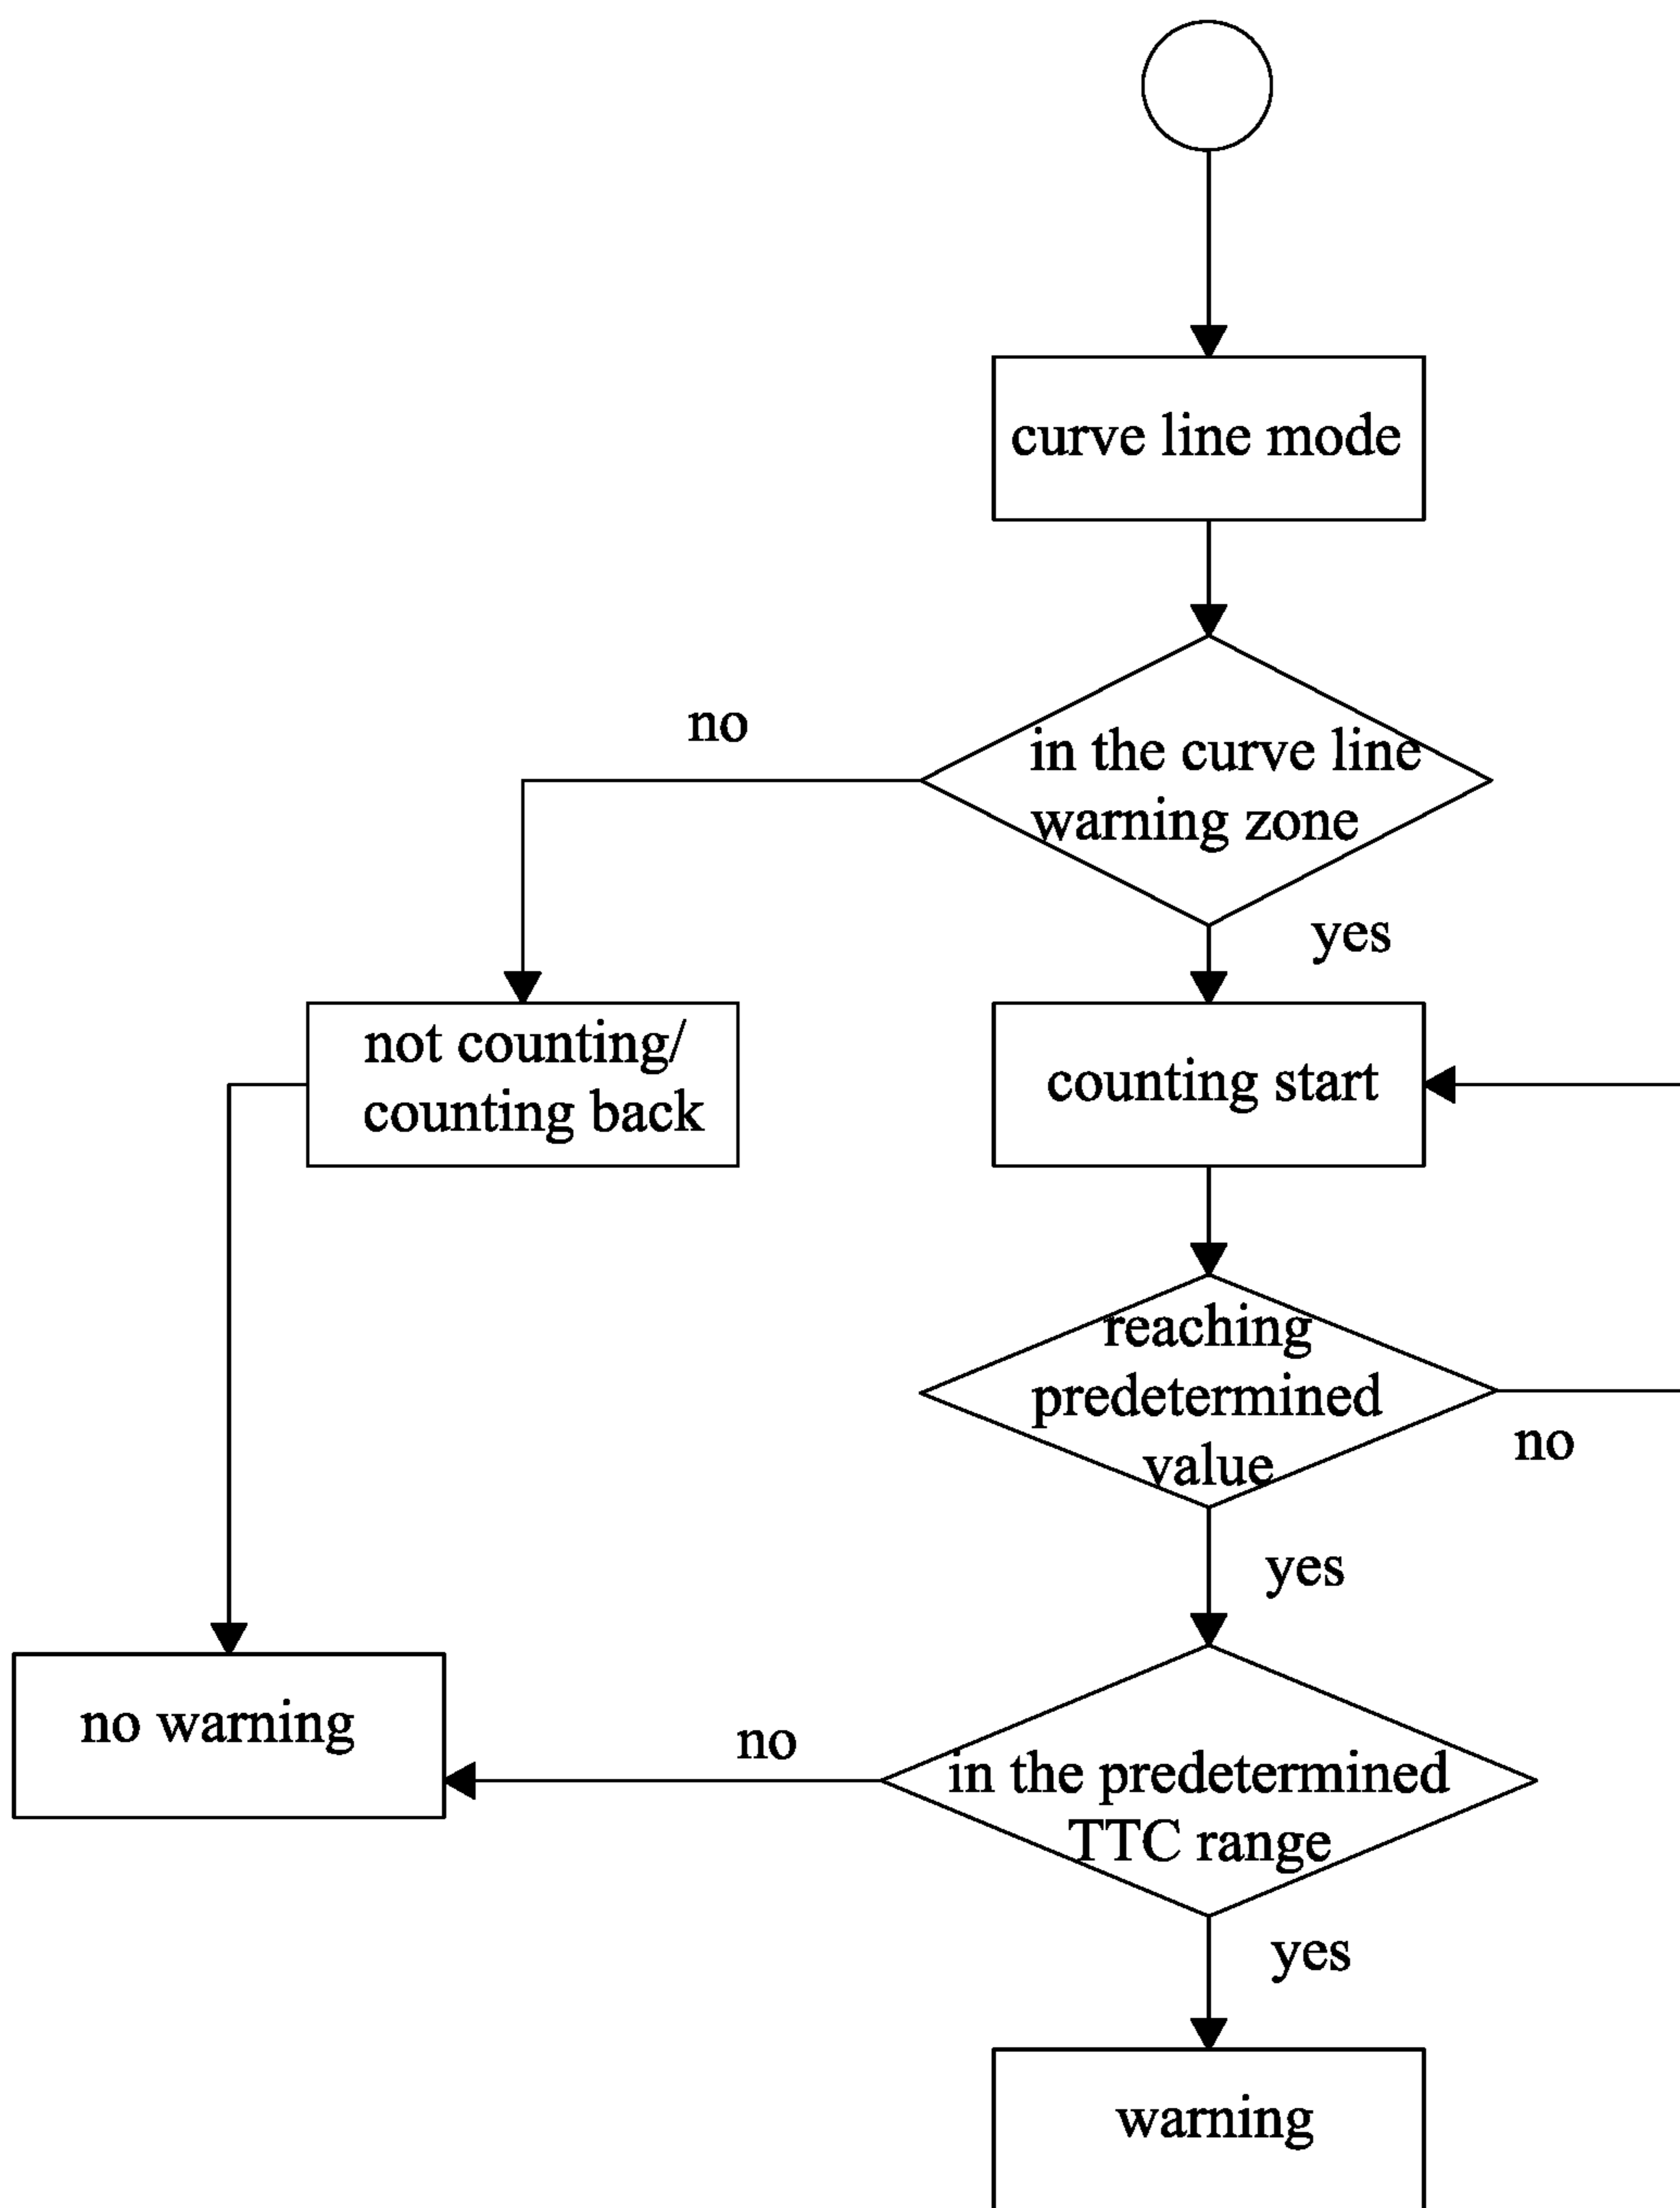 curve line mode
in the curve line
warning zone
no
yes
not counting/
counting back
counting start
reaching
predetermined
value
no
yes
no warning
no
in the predetermined
TTC range
yes
warning